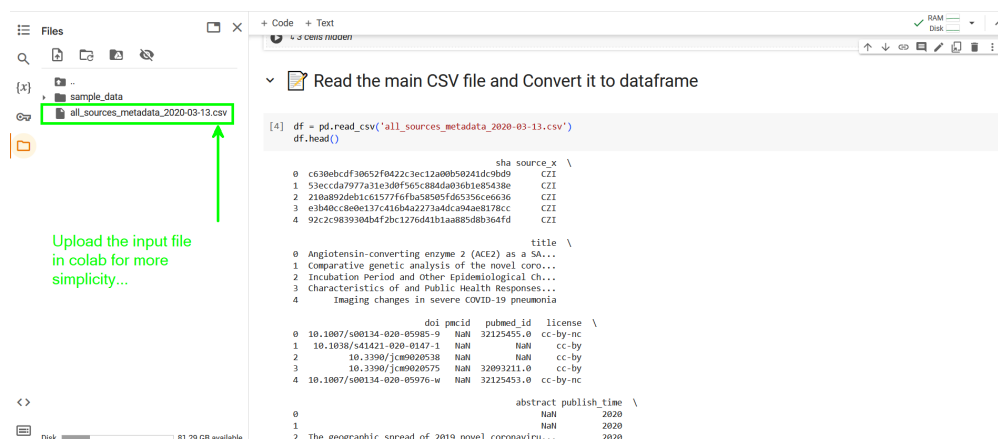 Files
{x}
..
sample_data
all_sources_metadata_2020-03-13.csv
Upload the input file
in colab for more
simplicity...
<>
Disk
81.29 GB available
+ Code + Text
RAM
Disk
3 cells hidden
Read the main CSV file and Convert it to dataframe
[4] df = pd.read_csv('all_sources_metadata_2020-03-13.csv')
df.head()
sha source_x \
0 c630ebcdf30652f0422c3ec12a00b50241dc9bd9 CZI
1 53eccda7977a31e3d0f565c884da036b1e85438e CZI
2 210a892deb1c61577f6fba58505fd65356ce6636 CZI
3 e3b40cc8e0e137c416b4a2273a4dca94ae8178cc CZI
4 92c2c9839304b4f2bc1276d41b1aa885d8b364fd CZI
title \
0 Angiotensin-converting enzyme 2 (ACE2) as a SA...
1 Comparative genetic analysis of the novel coro...
2 Incubation Period and Other Epidemiological Ch...
3 Characteristics of and Public Health Responses...
4 Imaging changes in severe COVID-19 pneumonia
doi pmcid pubmed_id license \
0 10.1007/s00134-020-05985-9 NaN 32125455.0 cc-by-nc
1 10.1038/s41421-020-0147-1 NaN NaN cc-by
2 10.3390/jcm9020538 NaN NaN cc-by
3 10.3390/jcm9020575 NaN 32093211.0 cc-by
4 10.1007/s00134-020-05976-w NaN 32125453.0 cc-by-nc
abstract publish_time \
0 NaN 2020
1 NaN 2020
2 The geographic spread of 2019 novel coronaviru... 2020